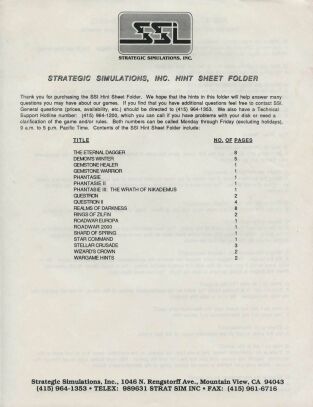 SSI
STRATEGIC SIMULATIONS, INC.
STRATEGIC SIMULATIONS, INC. HINT SHEET FOLDER
Thank you for purchasing the SSI Hint Sheet Folder. We hope that the hints in this folder will help answer many
questions you may have about our games. If you find that you have additional questions feel free to contact SSI.
General questions (prices, availability, etc.) should be directed to (415) 964-1353. We also have a Technical
Support Hotline number: (415) 964-1200, which you can call if you have problems with your disk or need a
clarification of the game and/or rules. Both numbers can be called Monday through Friday (excluding holidays),
9 a.m. to 5 p.m. Pacific Time. Contents of the SSI Hint Sheet Folder include:
TITLE NO. OF PAGES
THE ETERNAL DAGGER 8
DEMON'S WINTER 5
GEMSTONE HEALER 1
GEMSTONE WARRIOR 1
PHANTASIE 1
PHANTASIE II 1
PHANTASIE III: THE WRATH OF NIKADEMUS 1
QUESTRON 2
QUESTRON II 4
REALMS OF DARKNESS 8
RINGS OF ZILFIN 2
ROADWAR EUROPA 1
ROADWAR 2000 1
SHARD OF SPRING 1
STAR COMMAND 1
STELLAR CRUSADE 3
WIZARD'S CROWN 2
WARGAME HINTS 2
Strategic Simulations, Inc., 1046 N. Rengstorff Ave., Mountain View, CA 94043
(415) 964-1353 • TELEX: 989631 STRAT SIM INC • FAX: (415) 961-6716